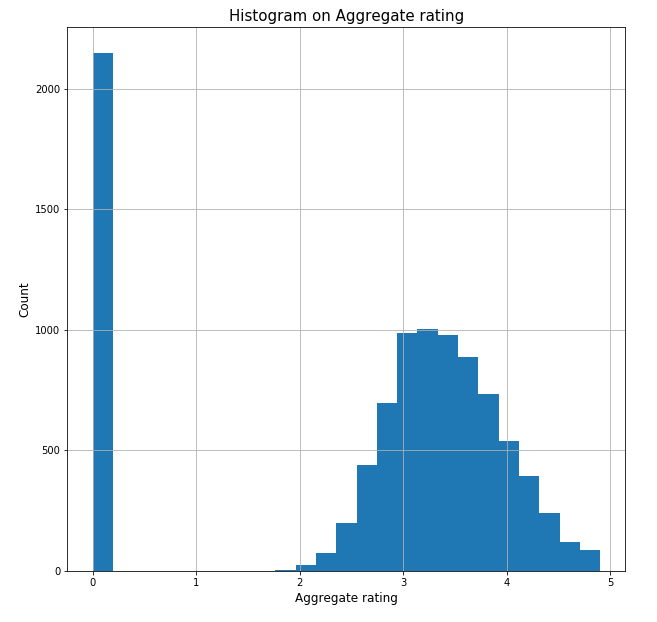 Histogram on Aggregate rating
2000
1500
1000
500
0
Count
0 1 2 3 4 5
Aggregate rating